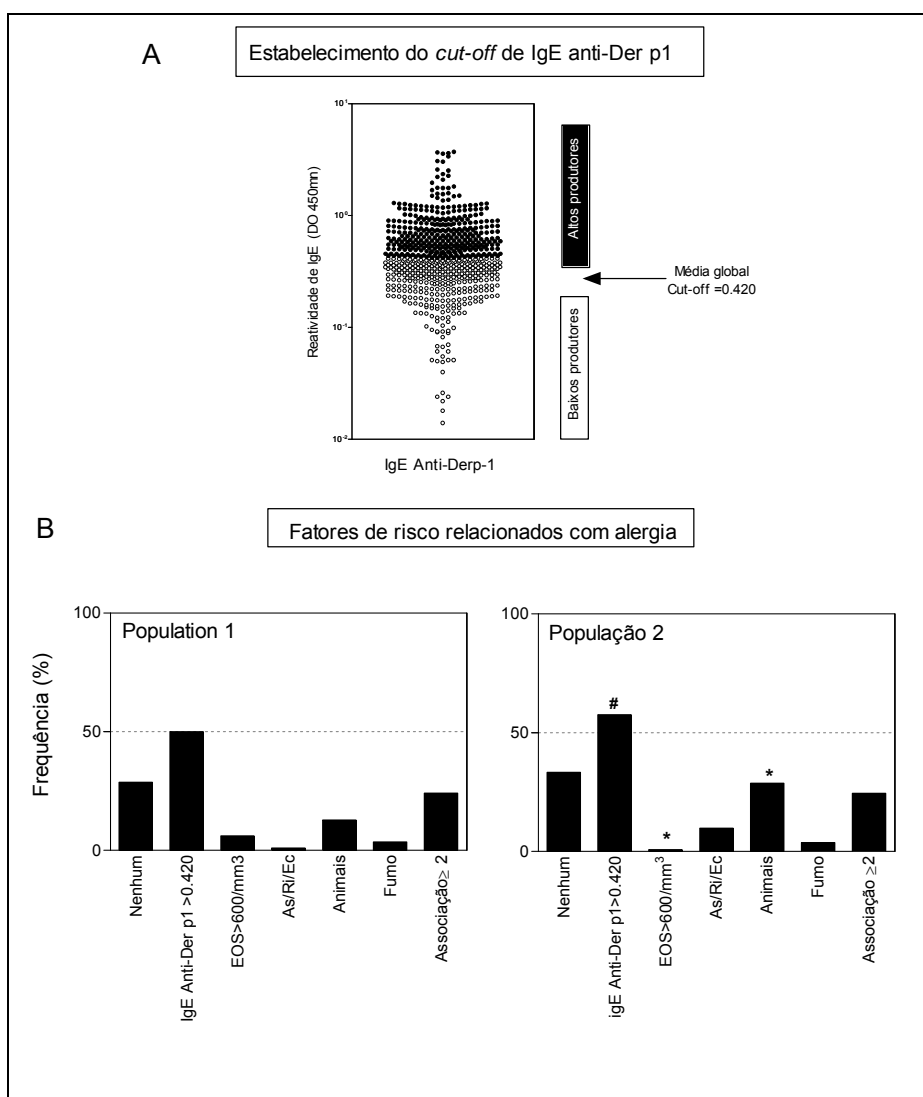 A
Estabelecimento do cut-off de IgE anti-Der p1
Reatividade de IgE (DO 450mn)
10¹
10⁰
10⁻¹
10⁻²
IgE Anti-Derp-1
Altos produtores
Baixos produtores
Média global
Cut-off =0.420
B
Fatores de risco relacionados com alergia
Frequência (%)
100
50
0
Population 1
Nenhum
IgE Anti-Der p1 >0.420
EOS>600/mm3
As/Ri/Ec
Animais
Fumo
Associação≥ 2
100
50
0
População 2
#
*
*
Nenhum
igE Anti-Der p1>0.420
EOS>600/mm³
As/Ri/Ec
Animais
Fumo
Associação ≥2